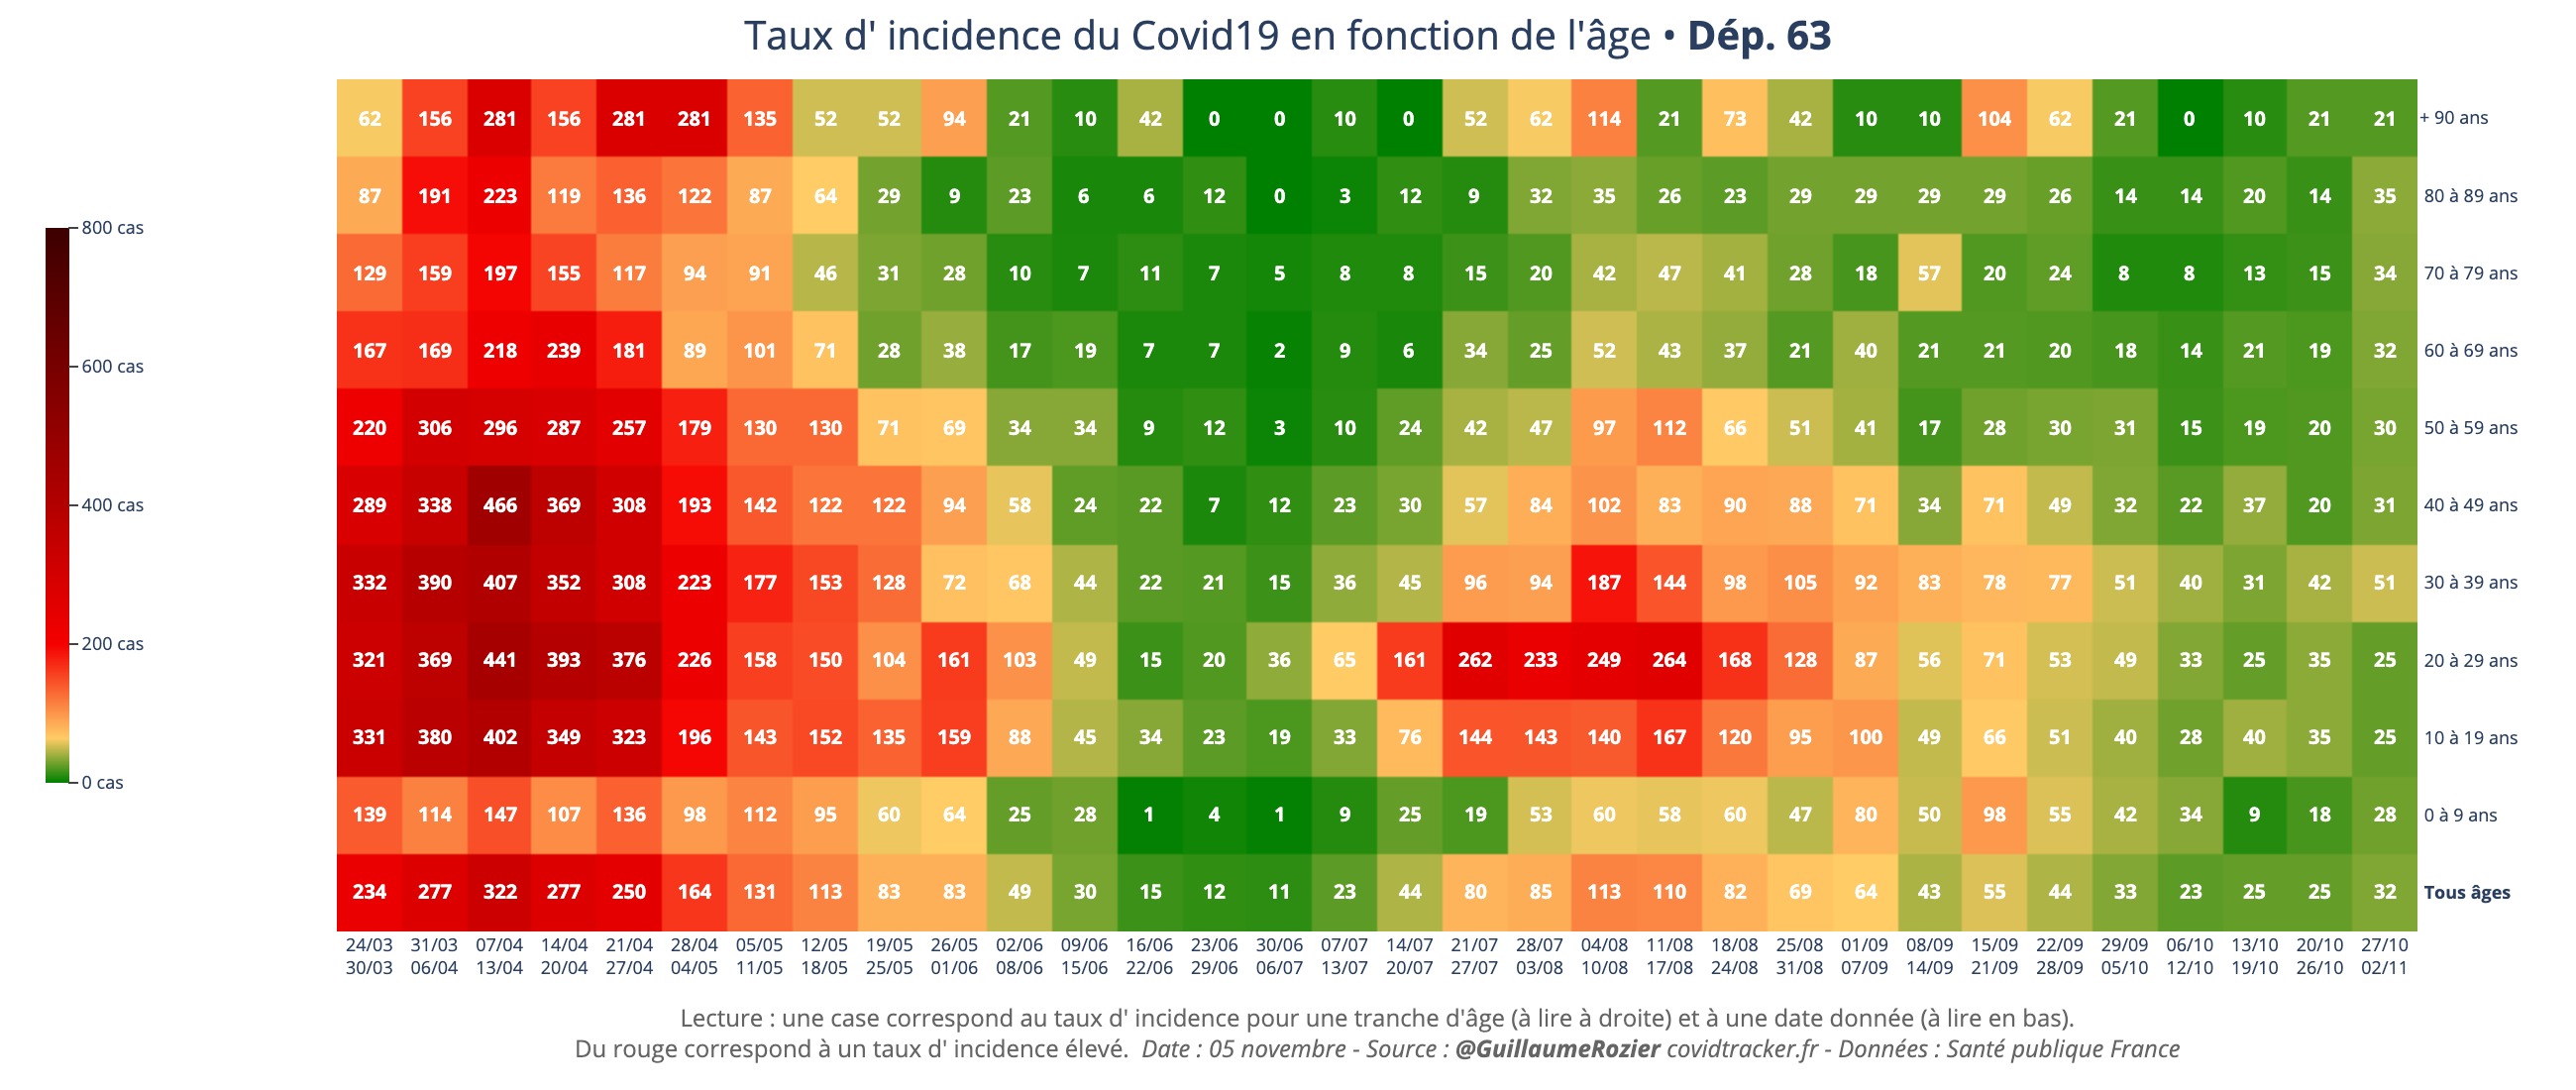 Taux d' incidence du Covid19 en fonction de l'âge • Dép. 63
800 cas
600 cas
400 cas
200 cas
0 cas
62 156 281 156 281 281 135 52 52 94 21 10 42 0 0 10 0 52 62 114 21 73 42 10 10 104 62 21 0 10 21 21 + 90 ans
87 191 223 119 136 122 87 64 29 9 23 6 6 12 0 3 12 9 32 35 26 23 29 29 29 29 26 14 14 20 14 35 80 à 89 ans
129 159 197 155 117 94 91 46 31 28 10 7 11 7 5 8 8 15 20 42 47 41 28 18 57 20 24 8 8 13 15 34 70 à 79 ans
167 169 218 239 181 89 101 71 28 38 17 19 7 7 2 9 6 34 25 52 43 37 21 40 21 21 20 18 14 21 19 32 60 à 69 ans
220 306 296 287 257 179 130 130 71 69 34 34 9 12 3 10 24 42 47 97 112 66 51 41 17 28 30 31 15 19 20 30 50 à 59 ans
289 338 466 369 308 193 142 122 122 94 58 24 22 7 12 23 30 57 84 102 83 90 88 71 34 71 49 32 22 37 20 31 40 à 49 ans
332 390 407 352 308 223 177 153 128 72 68 44 22 21 15 36 45 96 94 187 144 98 105 92 83 78 77 51 40 31 42 51 30 à 39 ans
321 369 441 393 376 226 158 150 104 161 103 49 15 20 36 65 161 262 233 249 264 168 128 87 56 71 53 49 33 25 35 25 20 à 29 ans
331 380 402 349 323 196 143 152 135 159 88 45 34 23 19 33 76 144 143 140 167 120 95 100 49 66 51 40 28 40 35 25 10 à 19 ans
139 114 147 107 136 98 112 95 60 64 25 28 1 4 1 9 25 19 53 60 58 60 47 80 50 98 55 42 34 9 18 28 0 à 9 ans
234 277 322 277 250 164 131 113 83 83 49 30 15 12 11 23 44 80 85 113 110 82 69 64 43 55 44 33 23 25 25 32 Tous âges
24/03 31/03 07/04 14/04 21/04 28/04 05/05 12/05 19/05 26/05 02/06 09/06 16/06 23/06 30/06 07/07 14/07 21/07 28/07 04/08 11/08 18/08 25/08 01/09 08/09 15/09 22/09 29/09 06/10 13/10 20/10 27/10
30/03 06/04 13/04 20/04 27/04 04/05 11/05 18/05 25/05 01/06 08/06 15/06 22/06 29/06 06/07 13/07 20/07 27/07 03/08 10/08 17/08 24/08 31/08 07/09 14/09 21/09 28/09 05/10 12/10 19/10 26/10 02/11
Lecture : une case correspond au taux d' incidence pour une tranche d'âge (à lire à droite) et à une date donnée (à lire en bas).
Du rouge correspond à un taux d' incidence élevé. Date : 05 novembre - Source : @GuillaumeRozier covidtracker.fr - Données : Santé publique France